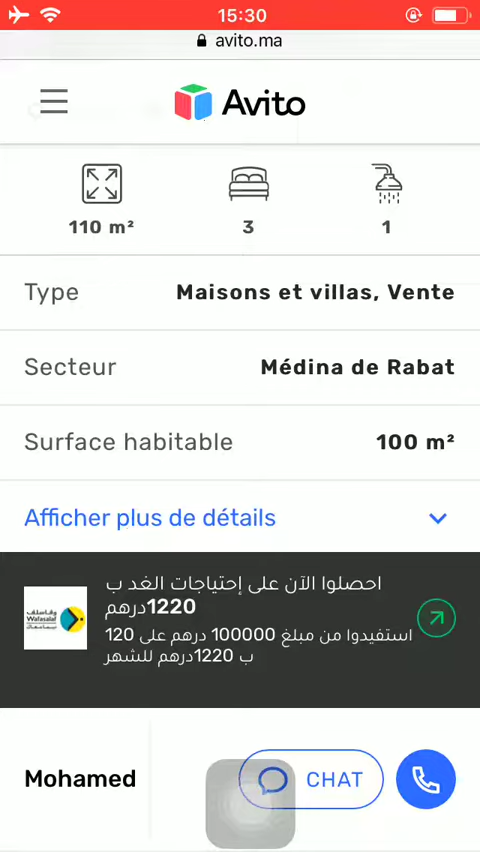 15:30
avito.ma
Avito
110 m²
3
1
Type
Maisons et villas, Vente
Secteur
Médina de Rabat
Surface habitable
100 m²
Afficher plus de détails
احصلوا الآن على إحتياجات الغد ب
1220درهم
استفيدوا من مبلغ 100000 درهم على 120
ب 1220درهم للشهر
وفاسلف
Wafasalaf
Mohamed
CHAT